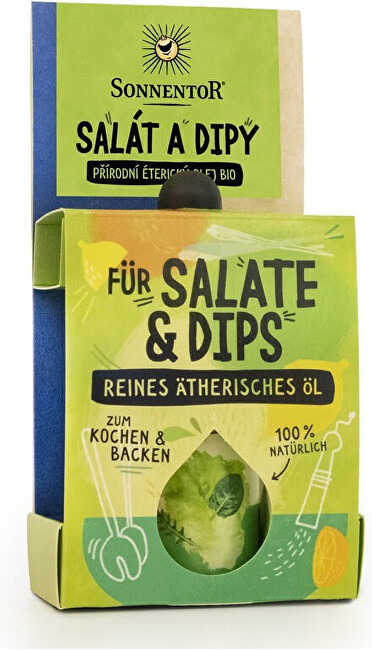 SONNENTOR®
SALÁT A DIPY
PŘÍRODNÍ ÉTERICKÝ OLEJ BIO
FÜR SALATE
& DIPS
REINES ÄTHERISCHES ÖL
ZUM
KOCHEN &
BACKEN
100%
NATÜRLICH